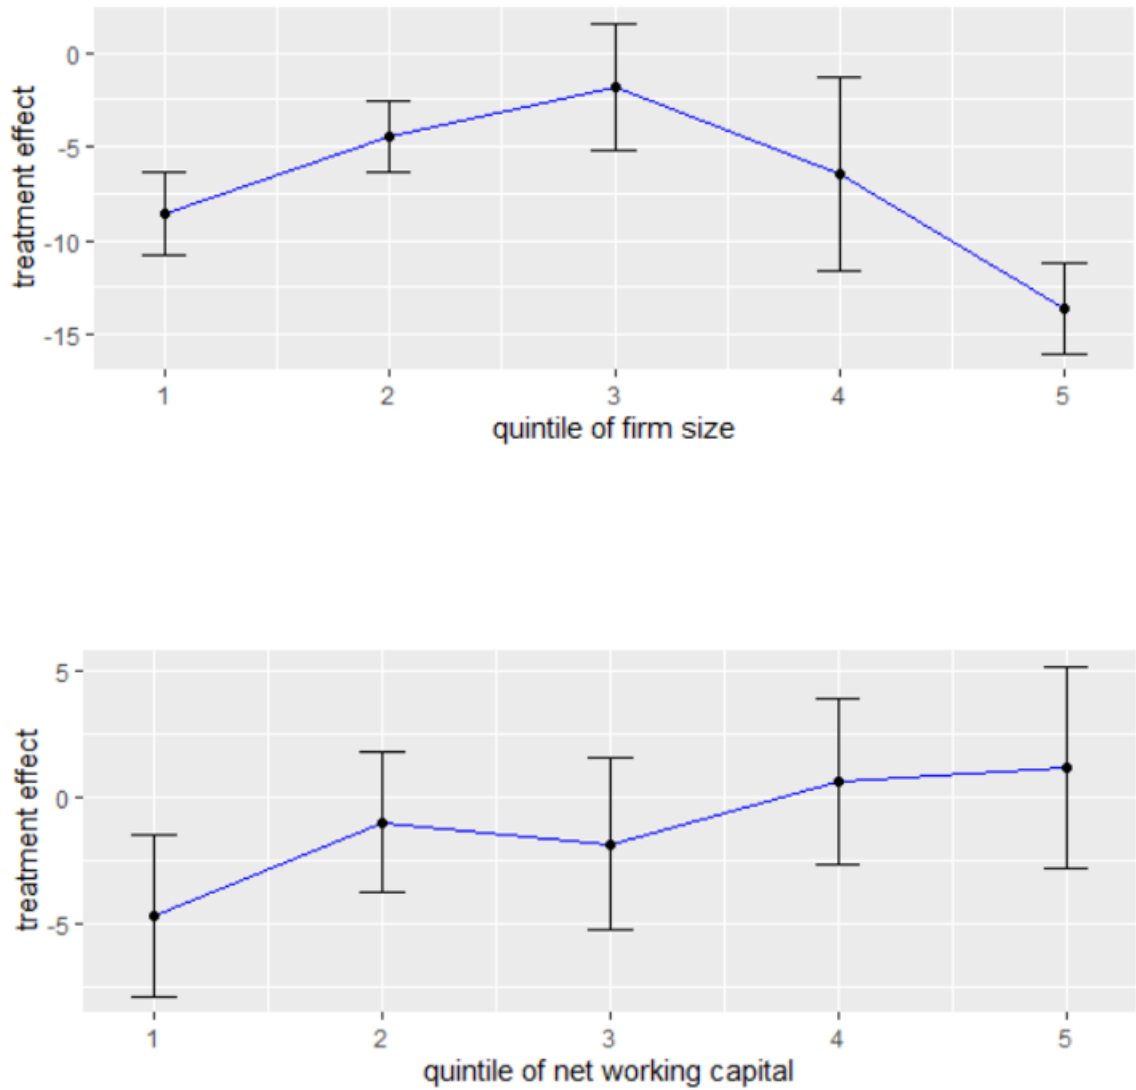 treatment effect
0
-5
-10
-15
1 2 3 4 5
quintile of firm size
treatment effect
5
0
-5
1 2 3 4 5
quintile of net working capital